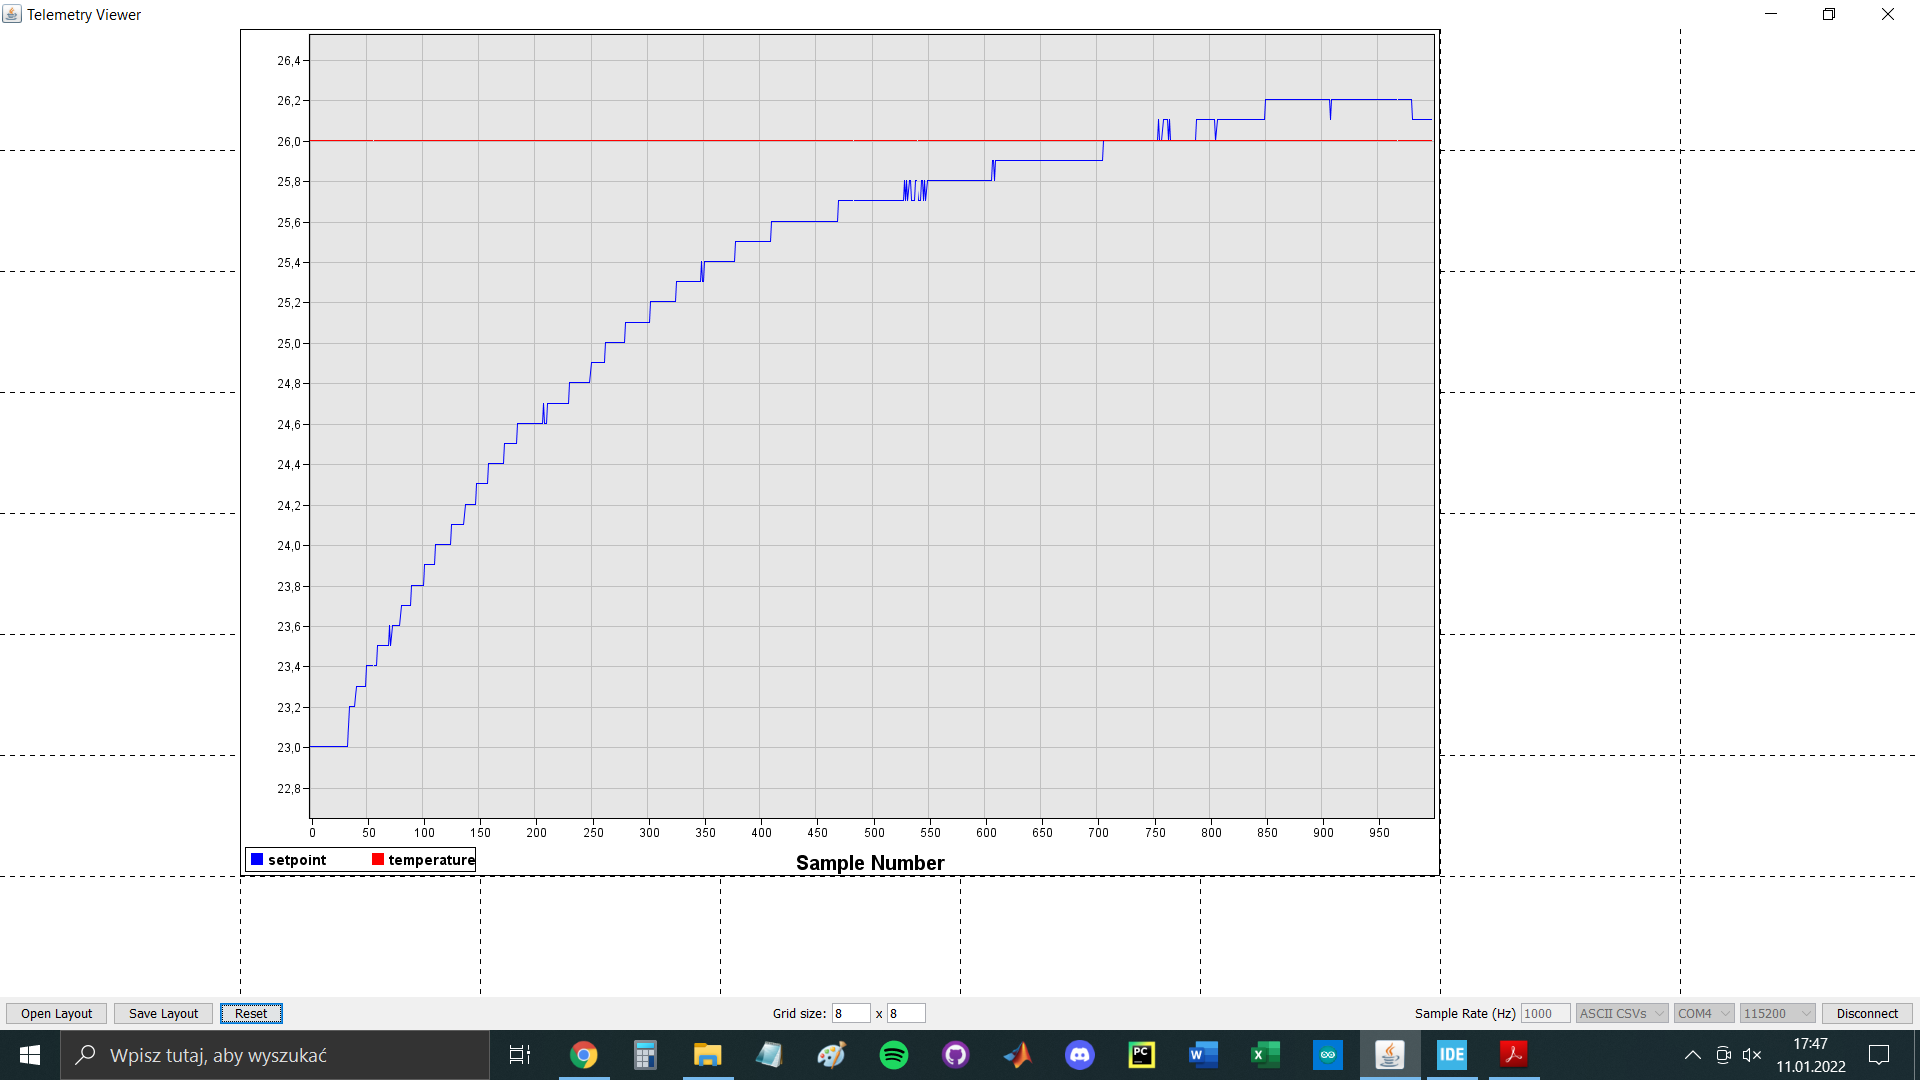 Telemetry Viewer
26,4
26,2
26,0
25,8
25,6
25,4
25,2
25,0
24,8
24,6
24,4
24,2
24,0
23,8
23,6
23,4
23,2
23,0
22,8
0 50 100 150 200 250 300 350 400 450 500 550 600 650 700 750 800 850 900 950
setpoint temperature
Sample Number
Open Layout Save Layout Reset Grid size: 8 x 8 Sample Rate (Hz) 1000 ASCII CSVs COM4 115200 Disconnect
Wpisz tutaj, aby wyszukać
PC
W
X
IDE
17:47
11.01.2022